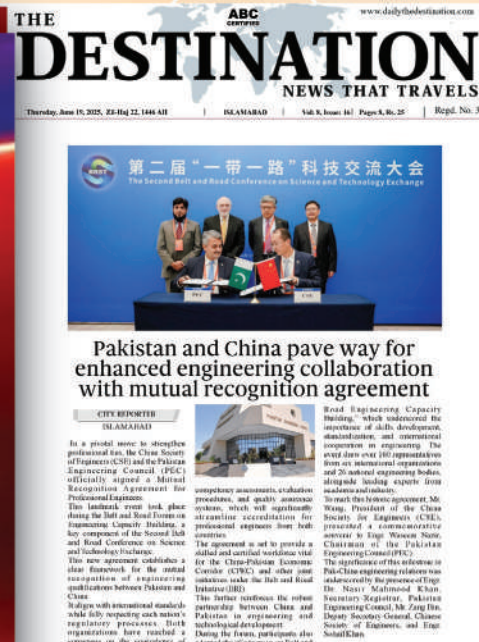 THE
ABC
CERTIFIED
www.dailythedestination.com
DESTINATION
NEWS THAT TRAVELS
Thursday, June 19, 2025, Zil-Haj 22, 1446 AH
ISLAMABAD
Vol: 8, Issue: 161 Pages 8, Rs. 25
Regd. No. 3
第二届“一带一路”科技交流大会
The Second Belt and Road Conference on Science and Technology Exchange
PEC
CSE
Pakistan and China pave way for
enhanced engineering collaboration
with mutual recognition agreement
CITY REPORTER
ISLAMABAD
In a pivotal move to strengthen
professional ties, the China Society
of Engineers (CSE) and the Pakistan
Engineering Council (PEC)
officially signed a Mutual
Recognition Agreement for
Professional Engineers.
This landmark event took place
during the Belt and Road Forum on
Engineering Capacity Building, a
key component of the Second Belt
and Road Conference on Science
and Technology Exchange.
This new agreement establishes a
clear framework for the mutual
recognition of engineering
qualifications between Pakistan and
China.
It aligns with international standards
while fully respecting each nation's
regulatory processes. Both
organizations have reached a
competency assessments, evaluation
procedures, and quality assurance
systems, which will significantly
streamline accreditation for
professional engineers from both
countries.
The agreement is set to provide a
skilled and certified workforce vital
for the China-Pakistan Economic
Corridor (CPEC) and other joint
initiatives under the Belt and Road
Initiative (BRI)
This further reinforces the robust
partnership between China and
Pakistan in engineering and
technological development.
During the forum, participants also
Road Engineering Capacity
Building," which underscored the
importance of skills development,
standardization, and international
cooperation in engineering. The
event drew over 160 representatives
from six international organizations
and 26 national engineering bodies,
alongside leading experts from
academia and industry.
To mark this historic agreement, Mr.
Wang, President of the China
Society for Engineers (CSE),
presented a commemorative
souvenir to Engr. Waseem Nazir,
Chairman of the Pakistan
Engineering Council (PEC)
The significance of this milestone in
Pak-China engineering relations was
underscored by the presence of Engr.
Dr. Nasir Mahmood Khan,
Secretary-Registrar, Pakistan
Engineering Council, Mr. Zang
Deputy Secretary-General, Chinese
Society of Engineers, and Engr.
Sohail Khan.